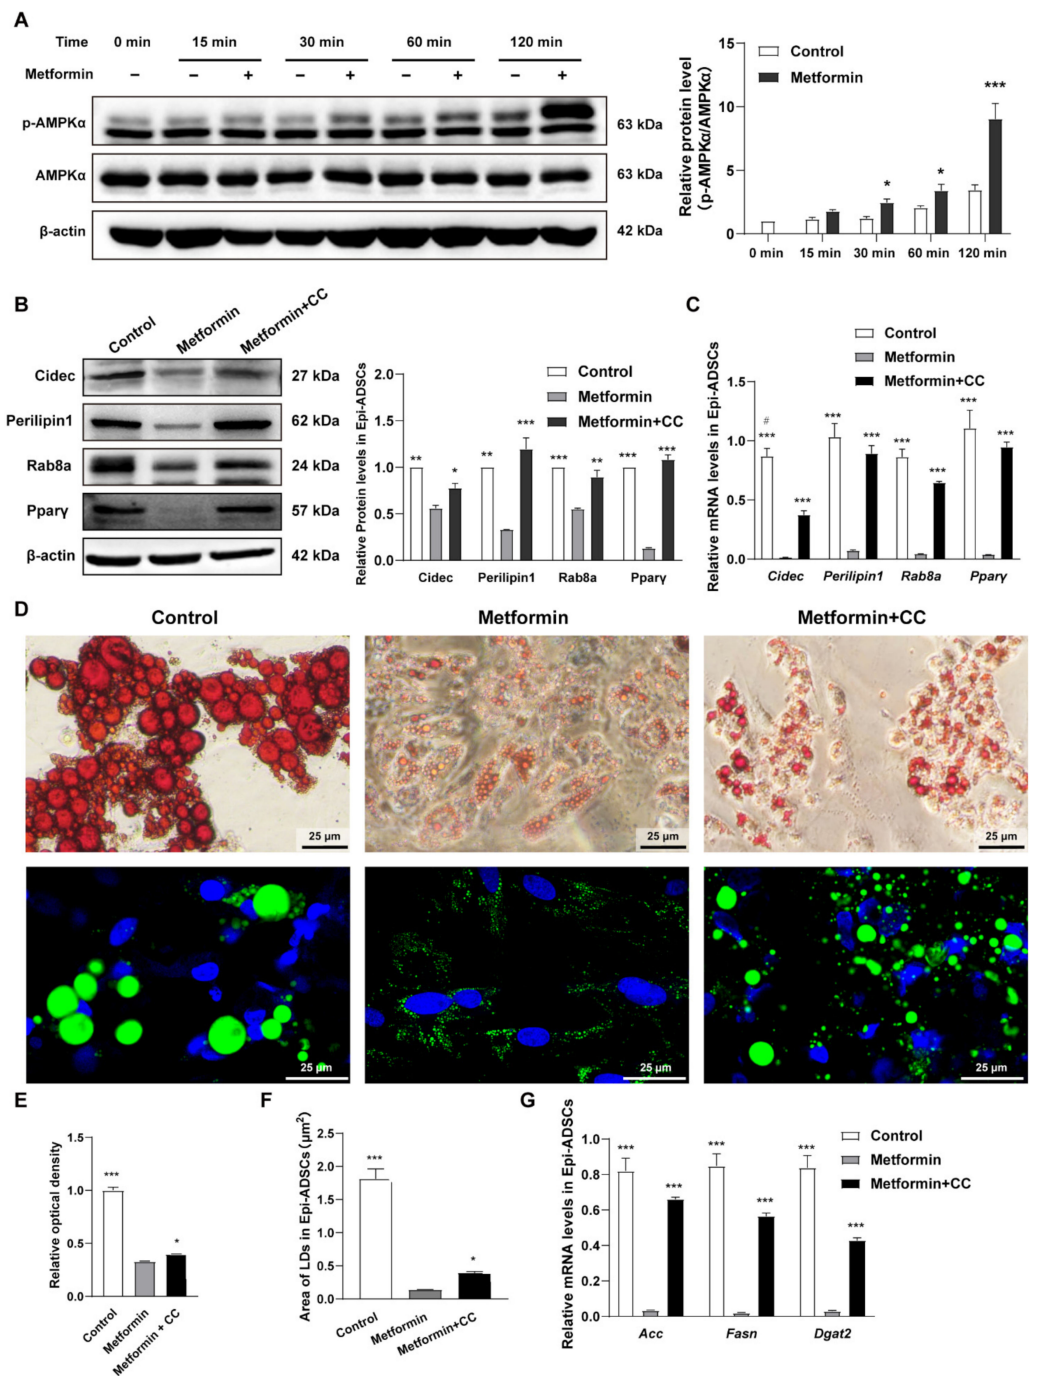 A
Time 0 min 15 min 30 min 60 min 120 min
Metformin – – + – + – + – +
p-AMPKα 63 kDa
AMPKα 63 kDa
β-actin 42 kDa
Relative protein level
(p-AMPKα/AMPKα)
15
10
5
0
Control
Metformin
* * ***
0 min 15 min 30 min 60 min 120 min
B
Control Metformin Metformin+CC
Cidec 27 kDa
Perilipin1 62 kDa
Rab8a 24 kDa
Pparγ 57 kDa
β-actin 42 kDa
Relative Protein levels in Epi-ADSCs
2.0
1.5
1.0
0.5
0.0
Control
Metformin
Metformin+CC
** * ** *** *** ** *** ***
Cidec Perilipin1 Rab8a Pparγ
C
Control
Metformin
Metformin+CC
Relative mRNA levels in Epi-ADSCs
1.5
1.0
0.5
0.0
#
*** *** *** *** *** *** *** ***
Cidec Perilipin1 Rab8a Pparγ
D
Control Metformin Metformin+CC
25 μm 25 μm 25 μm
25 μm 25 μm 25 μm
E
Relative optical density
1.5
1.0
0.5
0.0
*** *
Control Metformin Metformin + CC
F
Area of LDs in Epi-ADSCs (μm²)
2.5
2.0
1.5
1.0
0.5
0.0
*** *
Control Metformin Metformin+CC
G
Relative mRNA levels in Epi-ADSCs
1.0
0.8
0.6
0.4
0.2
0.0
Control
Metformin
Metformin+CC
*** *** *** *** *** ***
Acc Fasn Dgat2